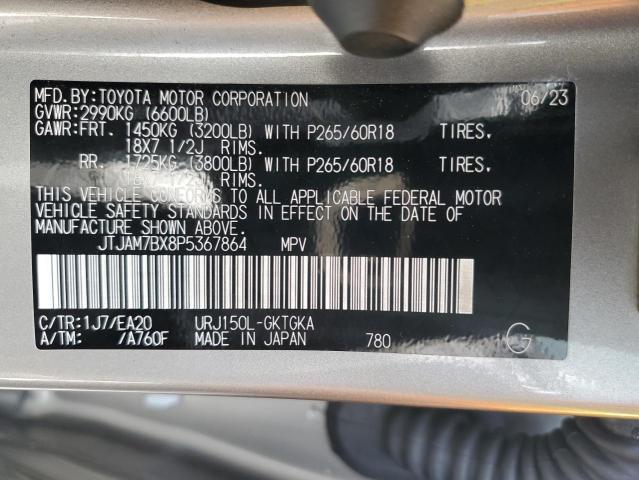 MFD.BY:TOYOTA MOTOR CORPORATION 06/23
GVWR:2990KG (6600LB)
GAWR:FRT. 1450KG (3200LB) WITH P265/60R18 TIRES,
18X7 1/2J RIMS.
RR. 1725KG (3800LB) WITH P265/60R18 TIRES,
RIMS.
THIS VEHICLE CONFORMS TO ALL APPLICABLE FEDERAL MOTOR
VEHICLE SAFETY STANDARDS IN EFFECT ON THE DATE OF
MANUFACTURE SHOWN ABOVE.
JTJAM7BX8P5367864 MPV
C/TR:1J7/EA20 URJ150L-GKTGKA
A/TM: /A760F MADE IN JAPAN 780 G